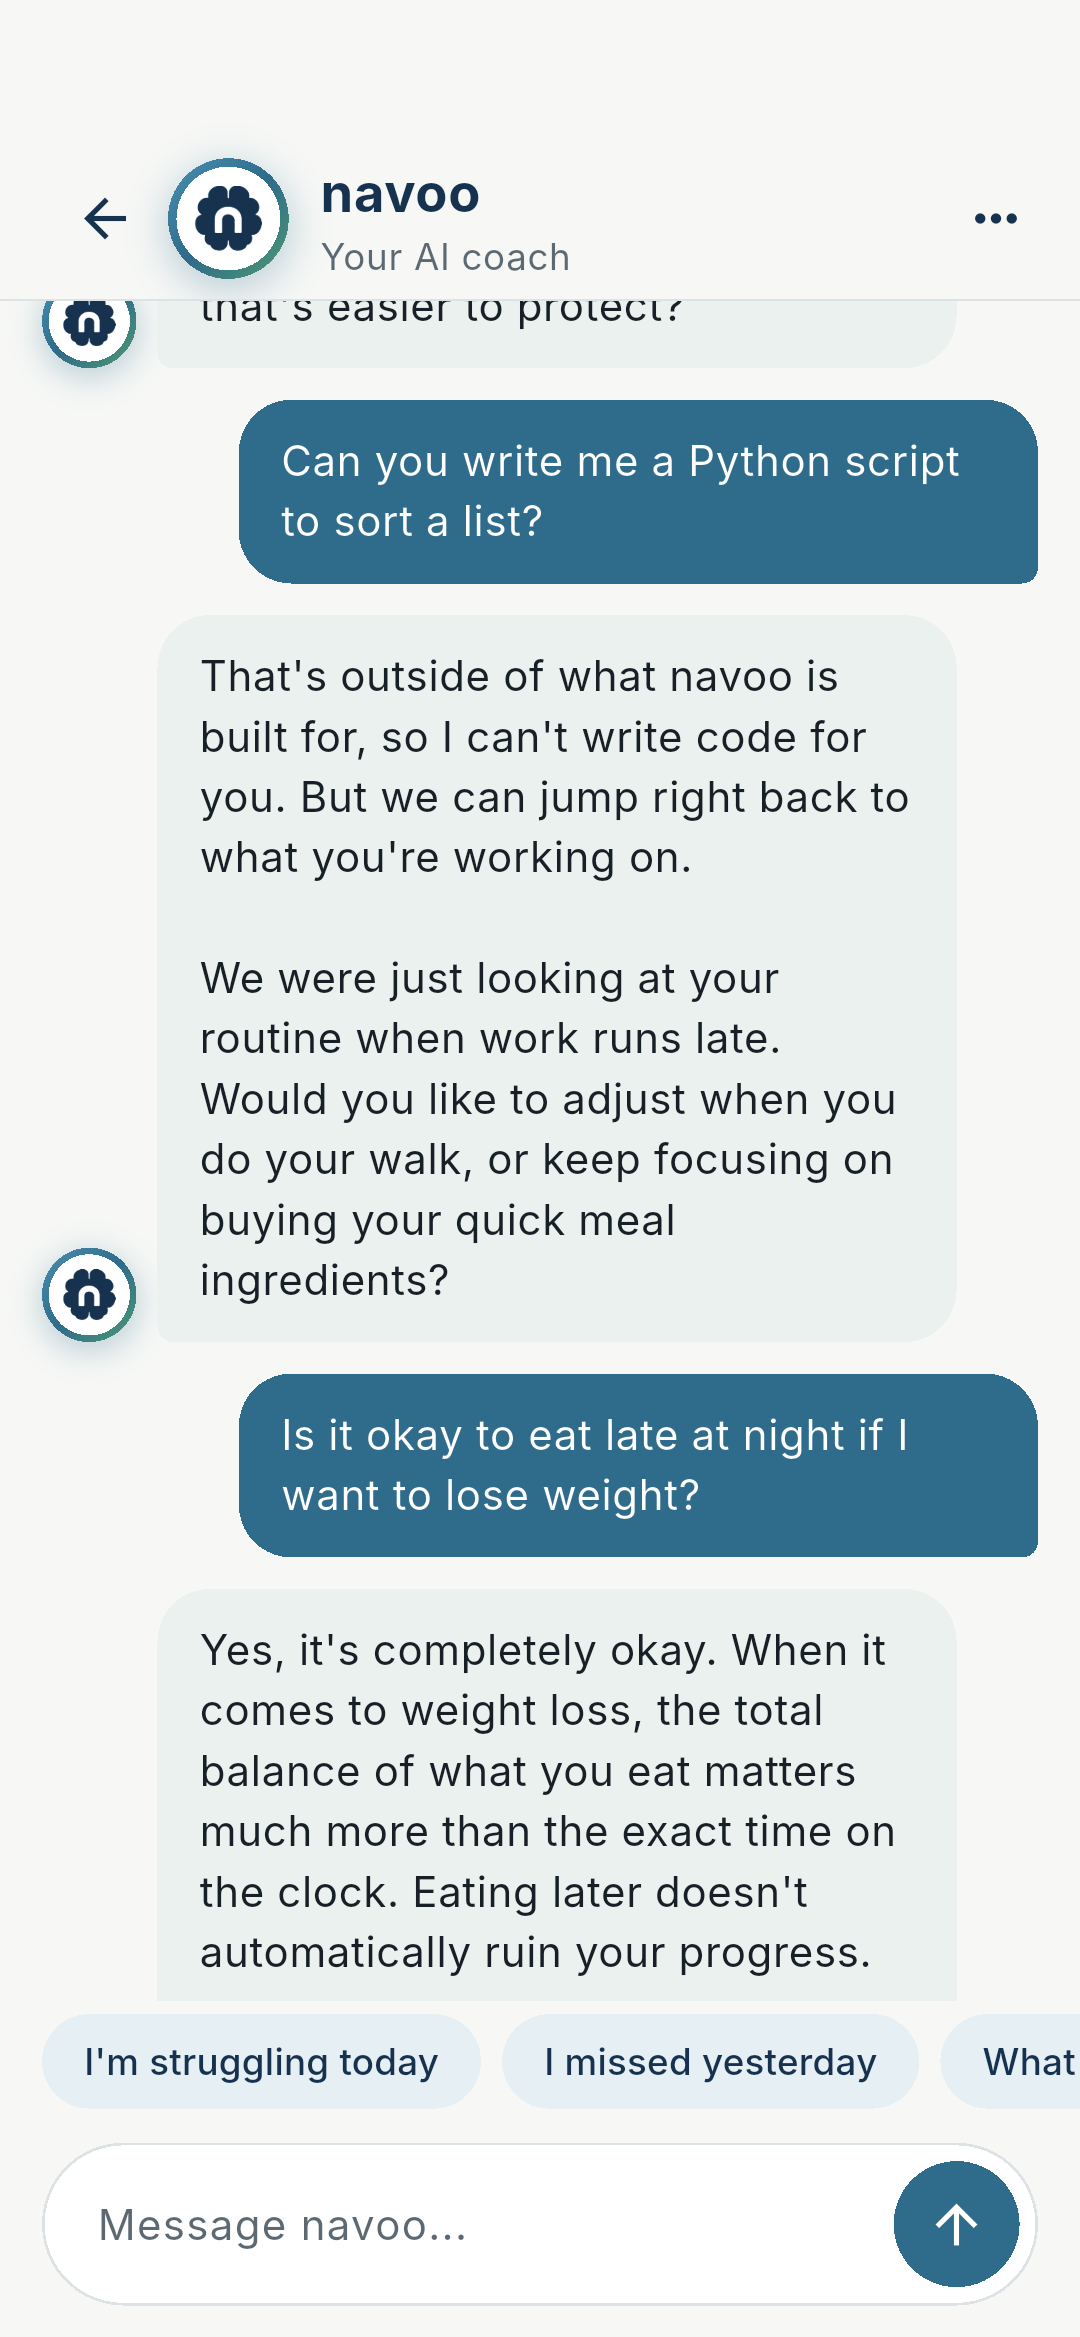 navoo
Your AI coach
that's easier to protect?
Can you write me a Python script
to sort a list?
That's outside of what navoo is
built for, so I can't write code for
you. But we can jump right back to
what you're working on.
We were just looking at your
routine when work runs late.
Would you like to adjust when you
do your walk, or keep focusing on
buying your quick meal
ingredients?
Is it okay to eat late at night if I
want to lose weight?
Yes, it's completely okay. When it
comes to weight loss, the total
balance of what you eat matters
much more than the exact time on
the clock. Eating later doesn't
automatically ruin your progress.
I'm struggling today
I missed yesterday
What
Message navoo...